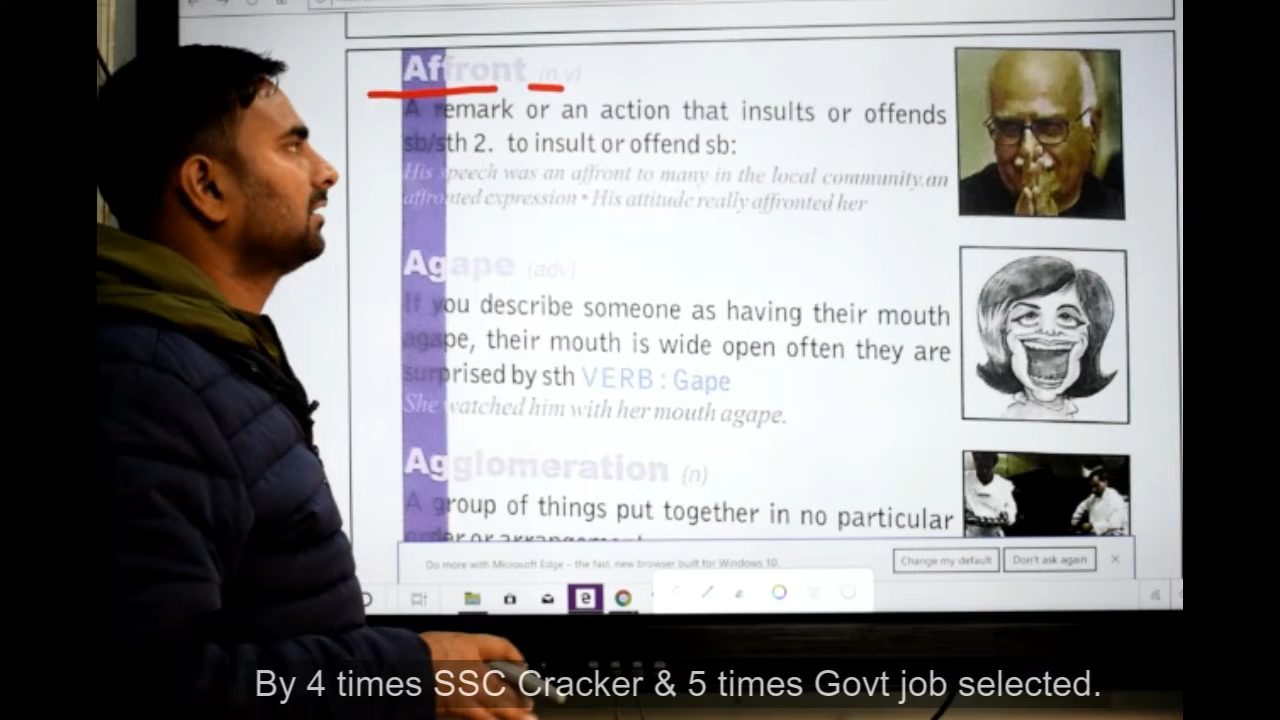 Affront (n,v)
A remark or an action that insults or offends
sb/sth 2. to insult or offend sb:
His speech was an affront to many in the local community.an
affronted expression • His attitude really affronted her
Agape (adv)
If you describe someone as having their mouth
agape, their mouth is wide open often they are
surprised by sth VERB : Gape
She watched him with her mouth agape.
Agglomeration (n)
A group of things put together in no particular
order or arrangement
Do more with Microsoft Edge – the fast, new browser built for Windows 10.
Change my default
Don't ask again
By 4 times SSC Cracker & 5 times Govt job selected.